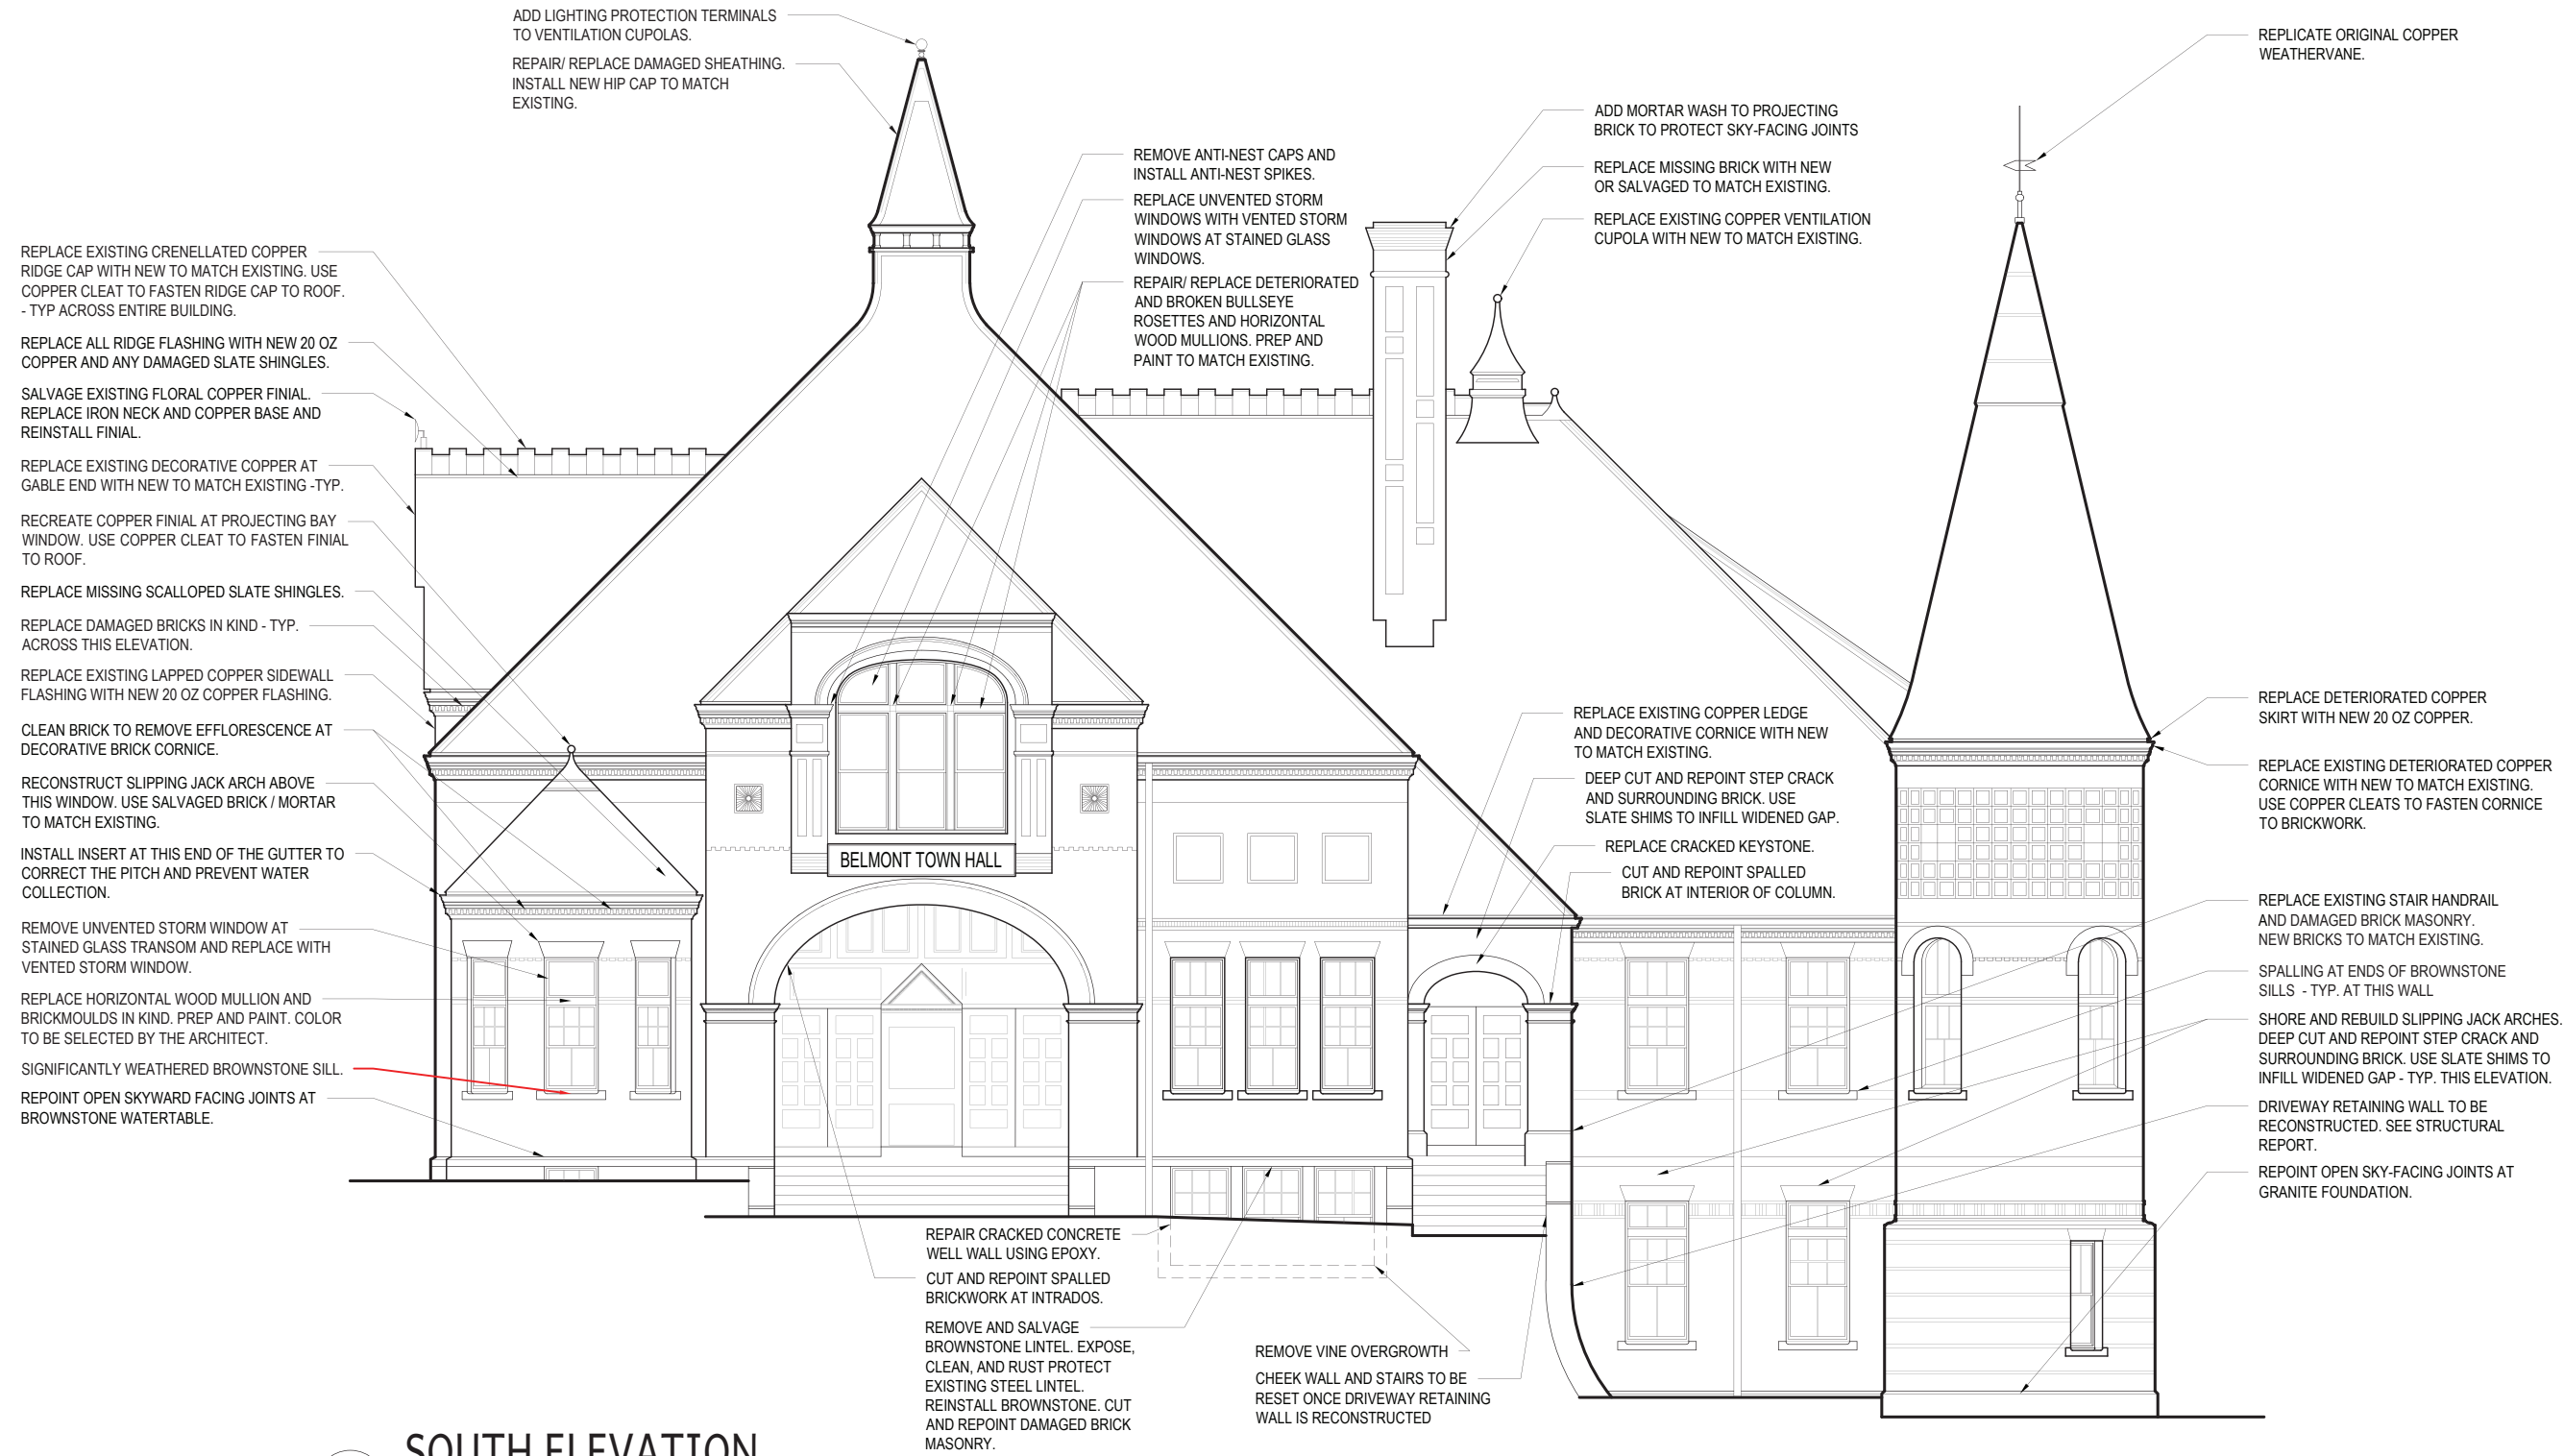 ADD LIGHTING PROTECTION TERMINALS
TO VENTILATION CUPOLAS.
REPAIR/ REPLACE DAMAGED SHEATHING.
INSTALL NEW HIP CAP TO MATCH
EXISTING.
REPLACE EXISTING CRENELLATED COPPER
RIDGE CAP WITH NEW TO MATCH EXISTING. USE
COPPER CLEAT TO FASTEN RIDGE CAP TO ROOF.
- TYP ACROSS ENTIRE BUILDING.
REPLACE ALL RIDGE FLASHING WITH NEW 20 OZ
COPPER AND ANY DAMAGED SLATE SHINGLES.
SALVAGE EXISTING FLORAL COPPER FINIAL.
REPLACE IRON NECK AND COPPER BASE AND
REINSTALL FINIAL.
REPLACE EXISTING DECORATIVE COPPER AT
GABLE END WITH NEW TO MATCH EXISTING -TYP.
RECREATE COPPER FINIAL AT PROJECTING BAY
WINDOW. USE COPPER CLEAT TO FASTEN FINIAL
TO ROOF.
REPLACE MISSING SCALLOPED SLATE SHINGLES.
REPLACE DAMAGED BRICKS IN KIND - TYP.
ACROSS THIS ELEVATION.
REPLACE EXISTING LAPPED COPPER SIDEWALL
FLASHING WITH NEW 20 OZ COPPER FLASHING.
CLEAN BRICK TO REMOVE EFFLORESCENCE AT
DECORATIVE BRICK CORNICE.
RECONSTRUCT SLIPPING JACK ARCH ABOVE
THIS WINDOW. USE SALVAGED BRICK / MORTAR
TO MATCH EXISTING.
INSTALL INSERT AT THIS END OF THE GUTTER TO
CORRECT THE PITCH AND PREVENT WATER
COLLECTION.
REMOVE UNVENTED STORM WINDOW AT
STAINED GLASS TRANSOM AND REPLACE WITH
VENTED STORM WINDOW.
REPLACE HORIZONTAL WOOD MULLION AND
BRICKMOULDS IN KIND. PREP AND PAINT. COLOR
TO BE SELECTED BY THE ARCHITECT.
SIGNIFICANTLY WEATHERED BROWNSTONE SILL.
REPOINT OPEN SKYWARD FACING JOINTS AT
BROWNSTONE WATERTABLE.
REMOVE ANTI-NEST CAPS AND
INSTALL ANTI-NEST SPIKES.
REPLACE UNVENTED STORM
WINDOWS WITH VENTED STORM
WINDOWS AT STAINED GLASS
WINDOWS.
REPAIR/ REPLACE DETERIORATED
AND BROKEN BULLSEYE
ROSETTES AND HORIZONTAL
WOOD MULLIONS. PREP AND
PAINT TO MATCH EXISTING.
BELMONT TOWN HALL
ADD MORTAR WASH TO PROJECTING
BRICK TO PROTECT SKY-FACING JOINTS
REPLACE MISSING BRICK WITH NEW
OR SALVAGED TO MATCH EXISTING.
REPLACE EXISTING COPPER VENTILATION
CUPOLA WITH NEW TO MATCH EXISTING.
REPLACE EXISTING COPPER LEDGE
AND DECORATIVE CORNICE WITH NEW
TO MATCH EXISTING.
DEEP CUT AND REPOINT STEP CRACK
AND SURROUNDING BRICK. USE
SLATE SHIMS TO INFILL WIDENED GAP.
REPLACE CRACKED KEYSTONE.
CUT AND REPOINT SPALLED
BRICK AT INTERIOR OF COLUMN.
REPLICATE ORIGINAL COPPER
WEATHERVANE.
REPLACE DETERIORATED COPPER
SKIRT WITH NEW 20 OZ COPPER.
REPLACE EXISTING DETERIORATED COPPER
CORNICE WITH NEW TO MATCH EXISTING.
USE COPPER CLEATS TO FASTEN CORNICE
TO BRICKWORK.
REPLACE EXISTING STAIR HANDRAIL
AND DAMAGED BRICK MASONRY.
NEW BRICKS TO MATCH EXISTING.
SPALLING AT ENDS OF BROWNSTONE
SILLS - TYP. AT THIS WALL
SHORE AND REBUILD SLIPPING JACK ARCHES.
DEEP CUT AND REPOINT STEP CRACK AND
SURROUNDING BRICK. USE SLATE SHIMS TO
INFILL WIDENED GAP - TYP. THIS ELEVATION.
DRIVEWAY RETAINING WALL TO BE
RECONSTRUCTED. SEE STRUCTURAL
REPORT.
REPOINT OPEN SKY-FACING JOINTS AT
GRANITE FOUNDATION.
REPAIR CRACKED CONCRETE
WELL WALL USING EPOXY.
CUT AND REPOINT SPALLED
BRICKWORK AT INTRADOS.
REMOVE AND SALVAGE
BROWNSTONE LINTEL. EXPOSE,
CLEAN, AND RUST PROTECT
EXISTING STEEL LINTEL.
REINSTALL BROWNSTONE. CUT
AND REPOINT DAMAGED BRICK
MASONRY.
REMOVE VINE OVERGROWTH
CHEEK WALL AND STAIRS TO BE
RESET ONCE DRIVEWAY RETAINING
WALL IS RECONSTRUCTED
SOUTH ELEVATION